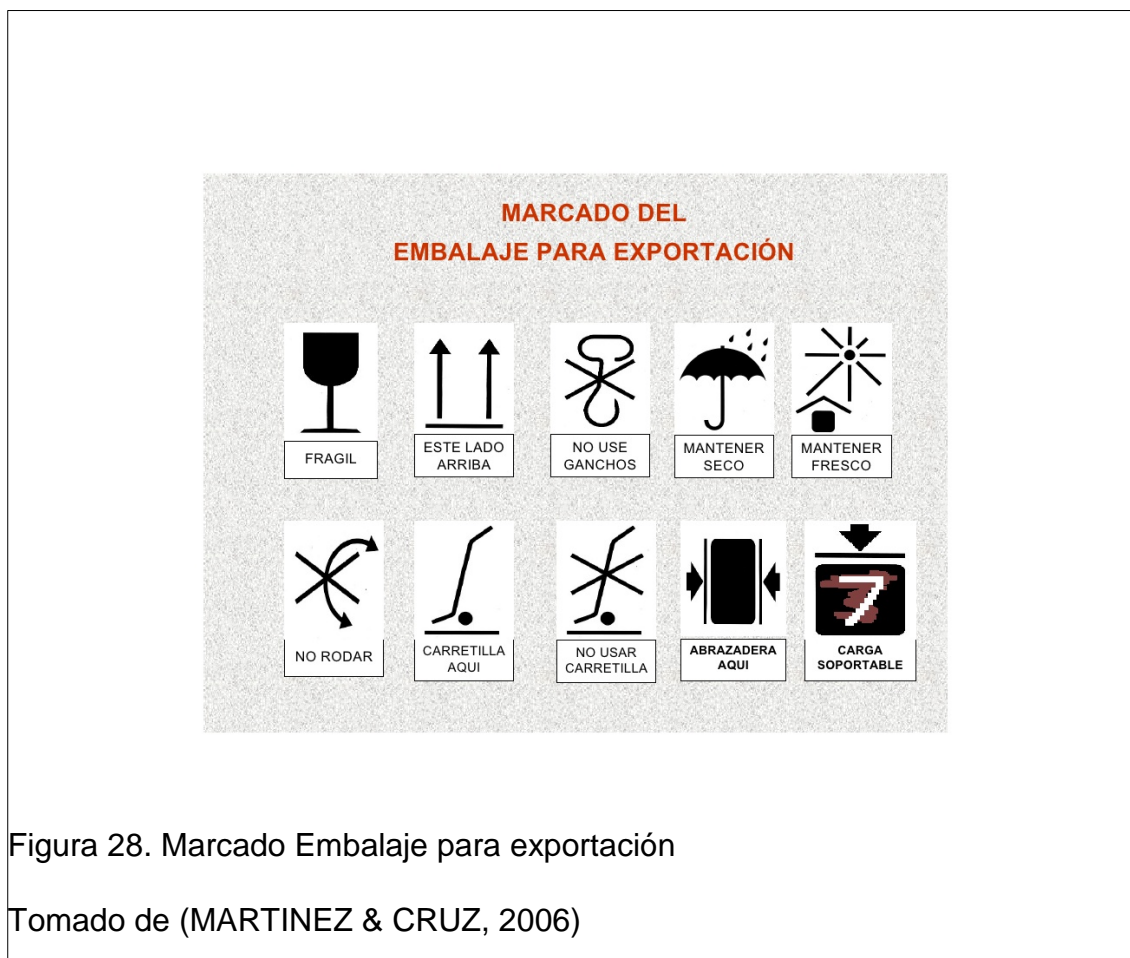 MARCADO DEL
EMBALAJE PARA EXPORTACIÓN
FRAGIL
ESTE LADO
ARRIBA
NO USE
GANCHOS
MANTENER
SECO
MANTENER
FRESCO
NO RODAR
CARRETILLA
AQUI
NO USAR
CARRETILLA
ABRAZADERA
AQUI
7
CARGA
SOPORTABLE
Figura 28. Marcado Embalaje para exportación
Tomado de (MARTINEZ & CRUZ, 2006)